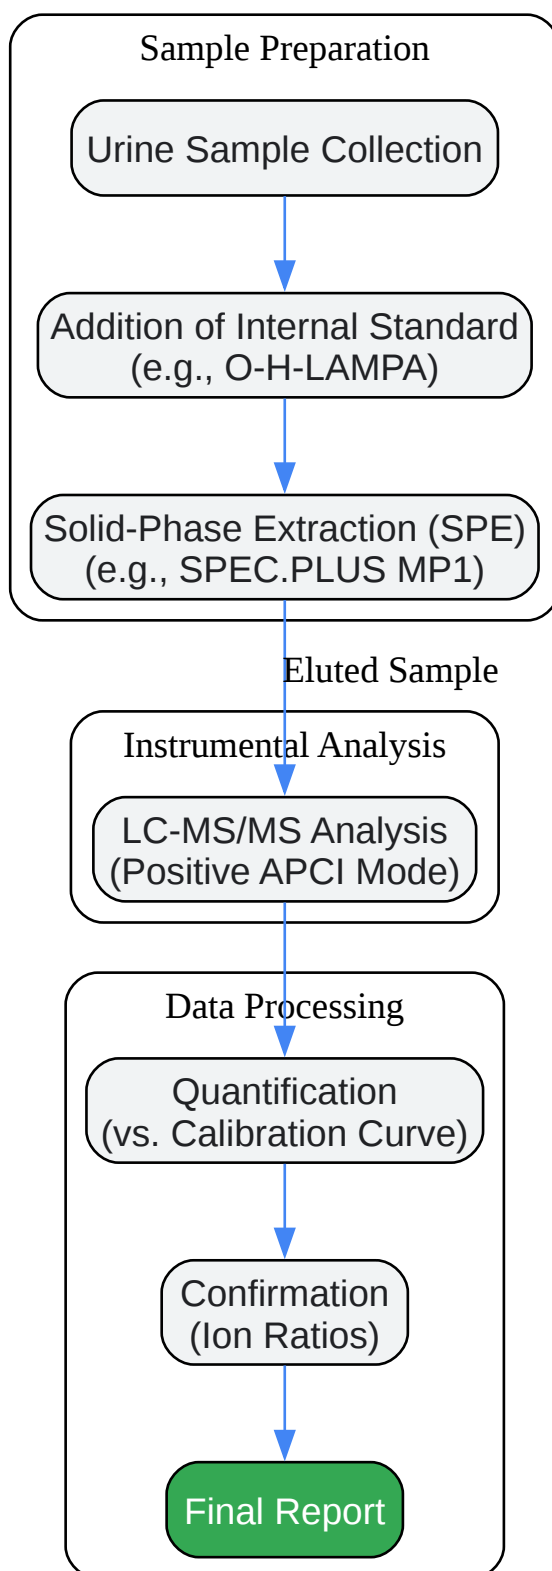 Sample Preparation
Urine Sample Collection
Addition of Internal Standard
(e.g., O-H-LAMPA)
Solid-Phase Extraction (SPE)
(e.g., SPEC.PLUS MP1)
Eluted Sample
Instrumental Analysis
LC-MS/MS Analysis
(Positive APCI Mode)
Data Processing
Quantification
(vs. Calibration Curve)
Confirmation
(Ion Ratios)
Final Report